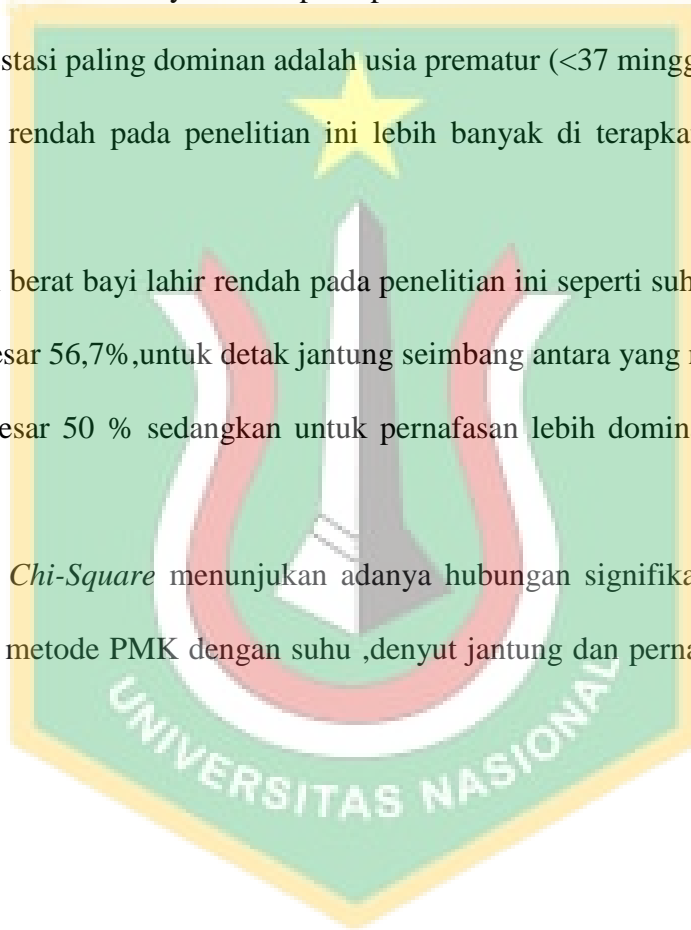 stasi paling dominan adalah usia prematur (<37 mingg
rendah pada penelitian ini lebih banyak di terapka
berat bayi lahir rendah pada penelitian ini seperti suh
esar 56,7%,untuk detak jantung seimbang antara yang
esar 50 % sedangkan untuk pernafasan lebih domin
Chi-Square menunjukan adanya hubungan signifika
metode PMK dengan suhu ,denyut jantung dan perna
UNIVERSITAS NASIONAL